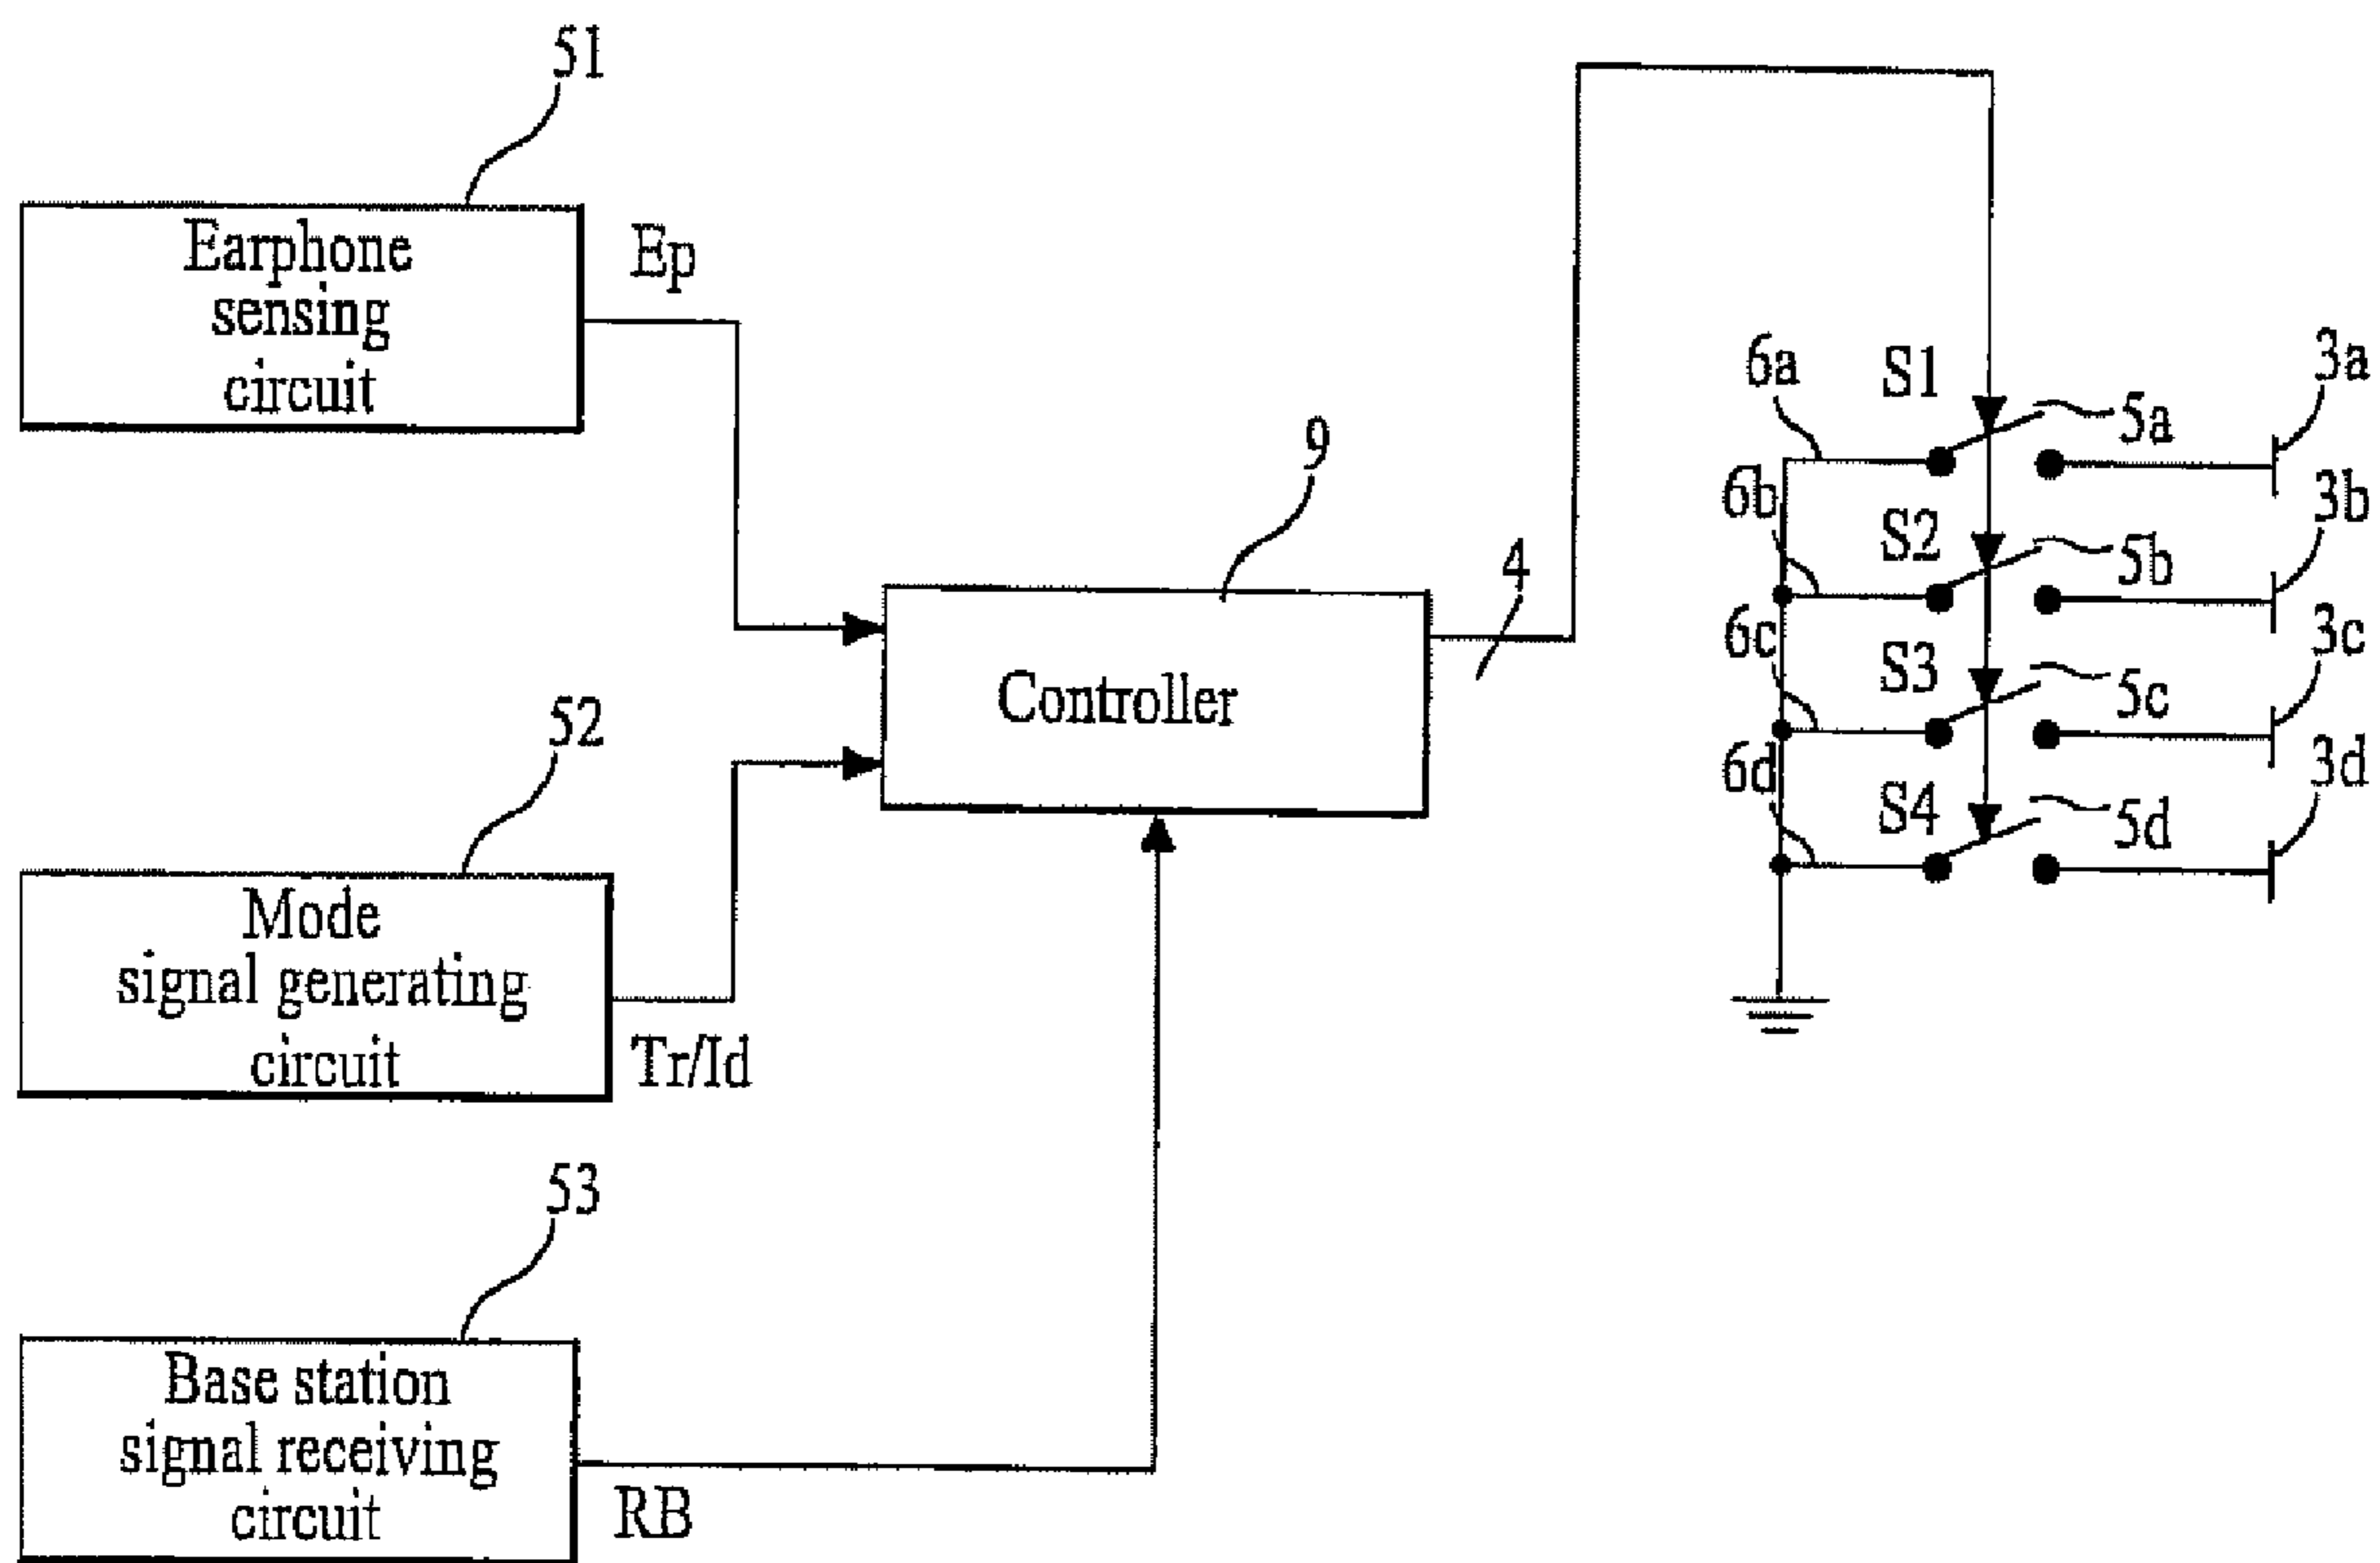 51
Earphone
sensing
circuit
Ep
52
Mode
signal generating
circuit
Tr/Id
53
Base station
signal receiving
circuit
RB
9
Controller
4
6a
S1
5a
3a
6b
S2
5b
3b
6c
S3
5c
3c
6d
S4
5d
3d